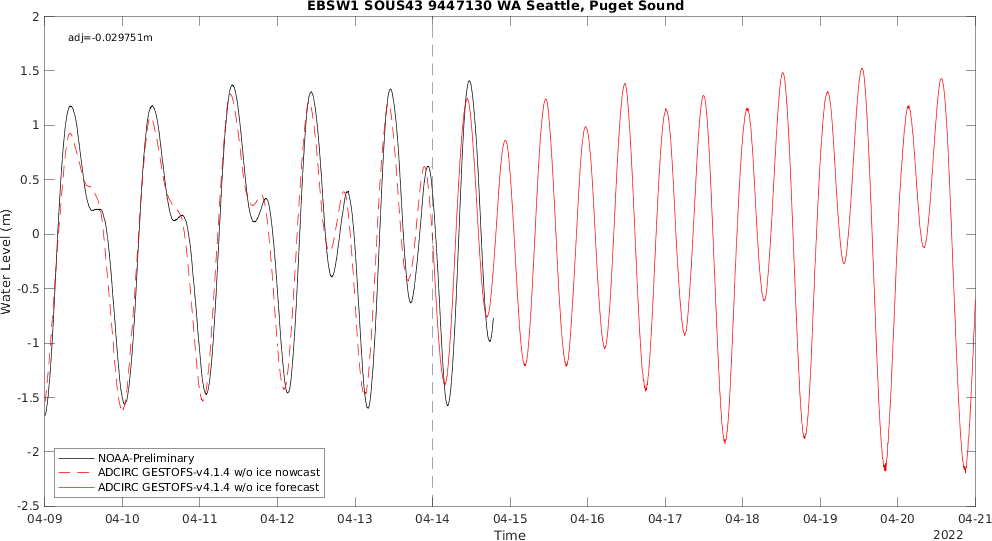 EBSW1 SOUS43 9447130 WA Seattle, Puget Sound
adj=-0.029751m
2
1.5
1
0.5
0
-0.5
-1
-1.5
-2
-2.5
Water Level (m)
NOAA-Preliminary
ADCIRC GESTOFS-v4.1.4 w/o ice nowcast
ADCIRC GESTOFS-v4.1.4 w/o ice forecast
04-09 04-10 04-11 04-12 04-13 04-14 04-15 04-16 04-17 04-18 04-19 04-20 04-21
Time
2022